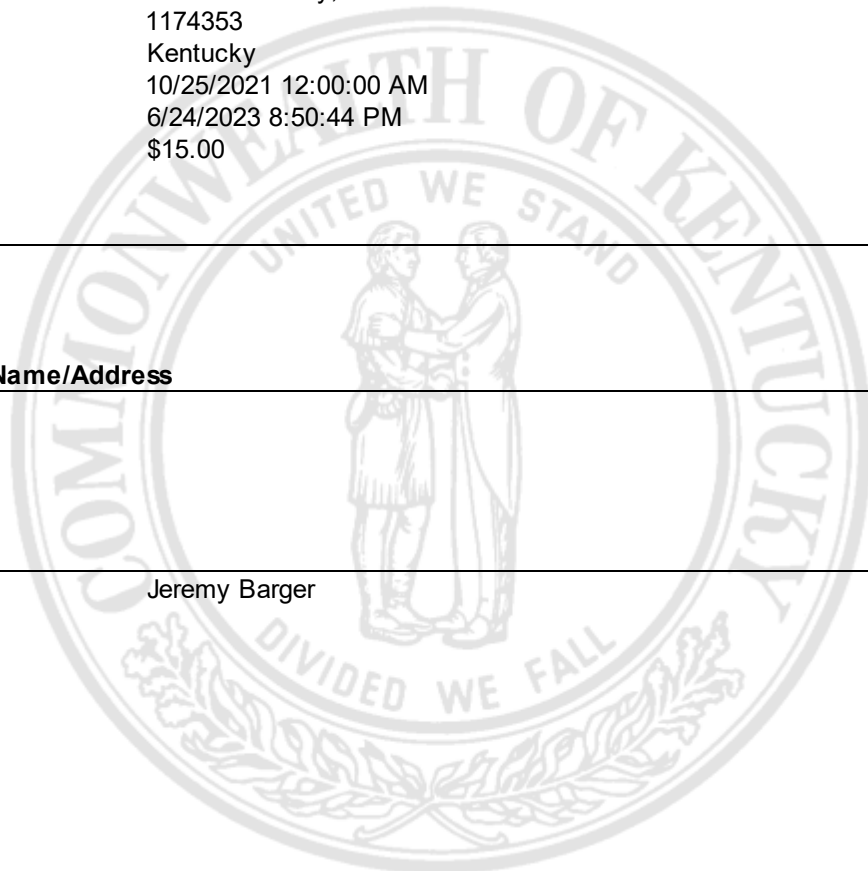 1174353
Kentucky
10/25/2021 12:00:00 AM
6/24/2023 8:50:44 PM
$15.00
COMMONWEALTH OF KENTUCKY
UNITED WE STAND
Name/Address
Jeremy Barger
DIVIDED WE FALL